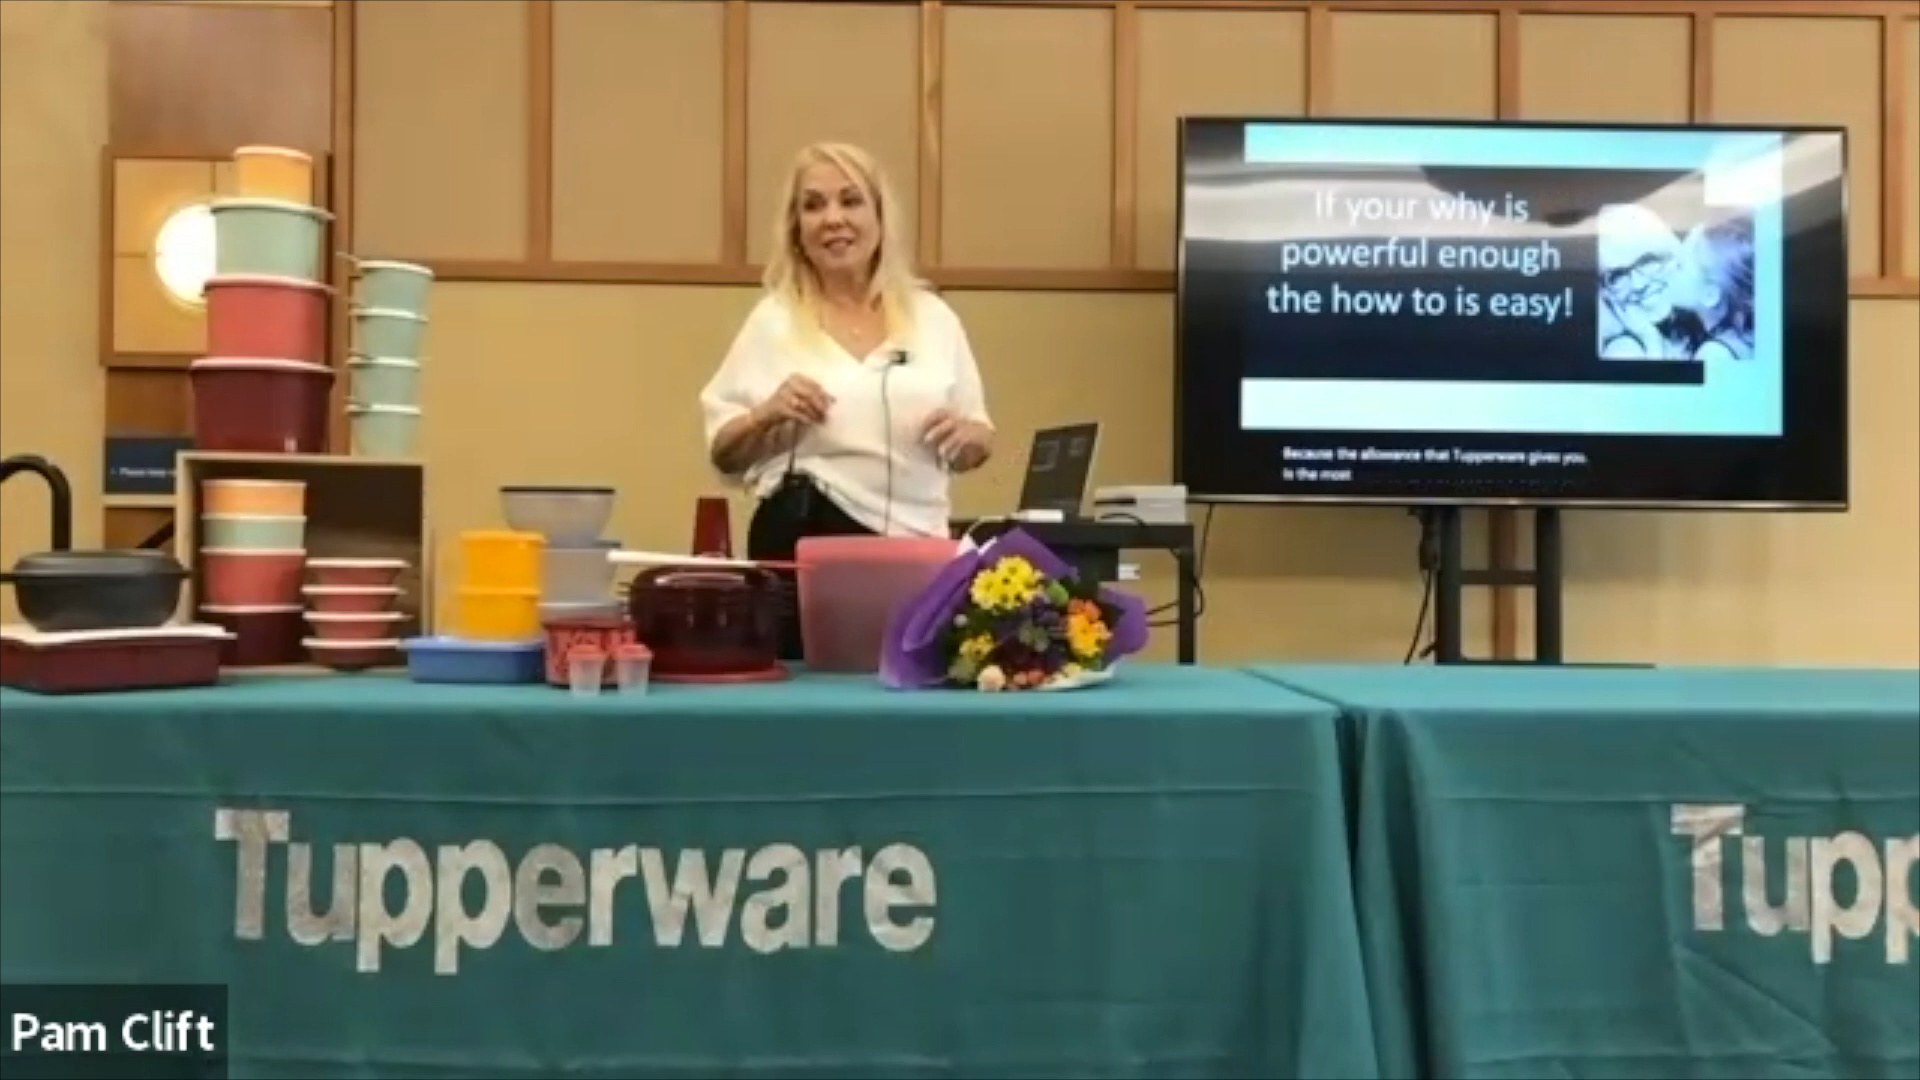 If your why is
powerful enough
the how to is easy!
Because the allowance that Tupperware gives you.
is the most
Tupperware
Tupp
Pam Clift